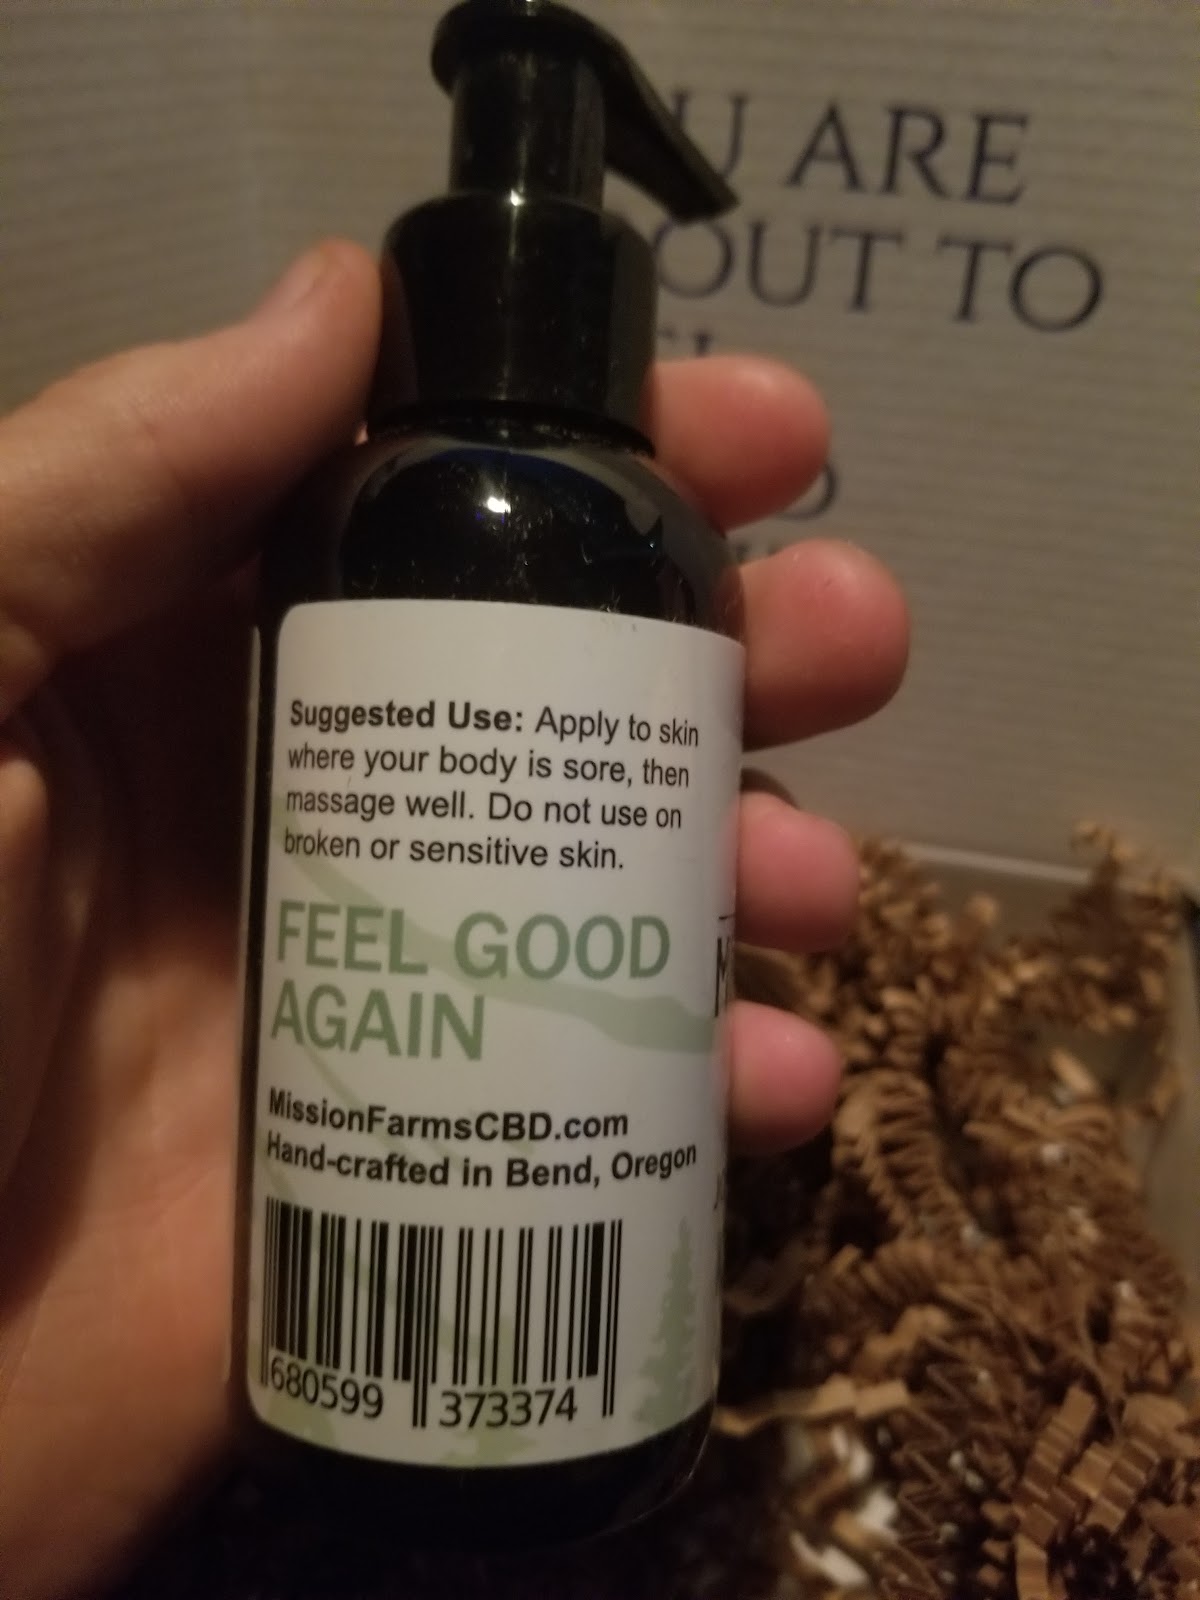 U ARE
OUT TO
Suggested Use: Apply to skin
where your body is sore, then
massage well. Do not use on
broken or sensitive skin.
FEEL GOOD
AGAIN
MissionFarmsCBD.com
Hand-crafted in Bend, Oregon
680599 373374